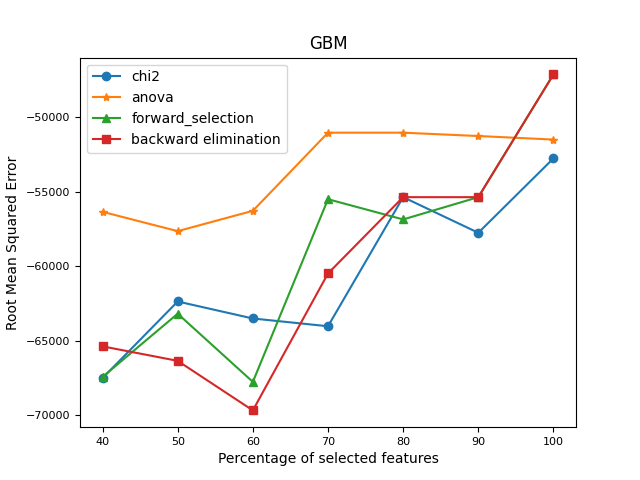 GBM
chi2
anova
forward_selection
backward elimination
−50000
−55000
−60000
−65000
−70000
Root Mean Squared Error
40 50 60 70 80 90 100
Percentage of selected features